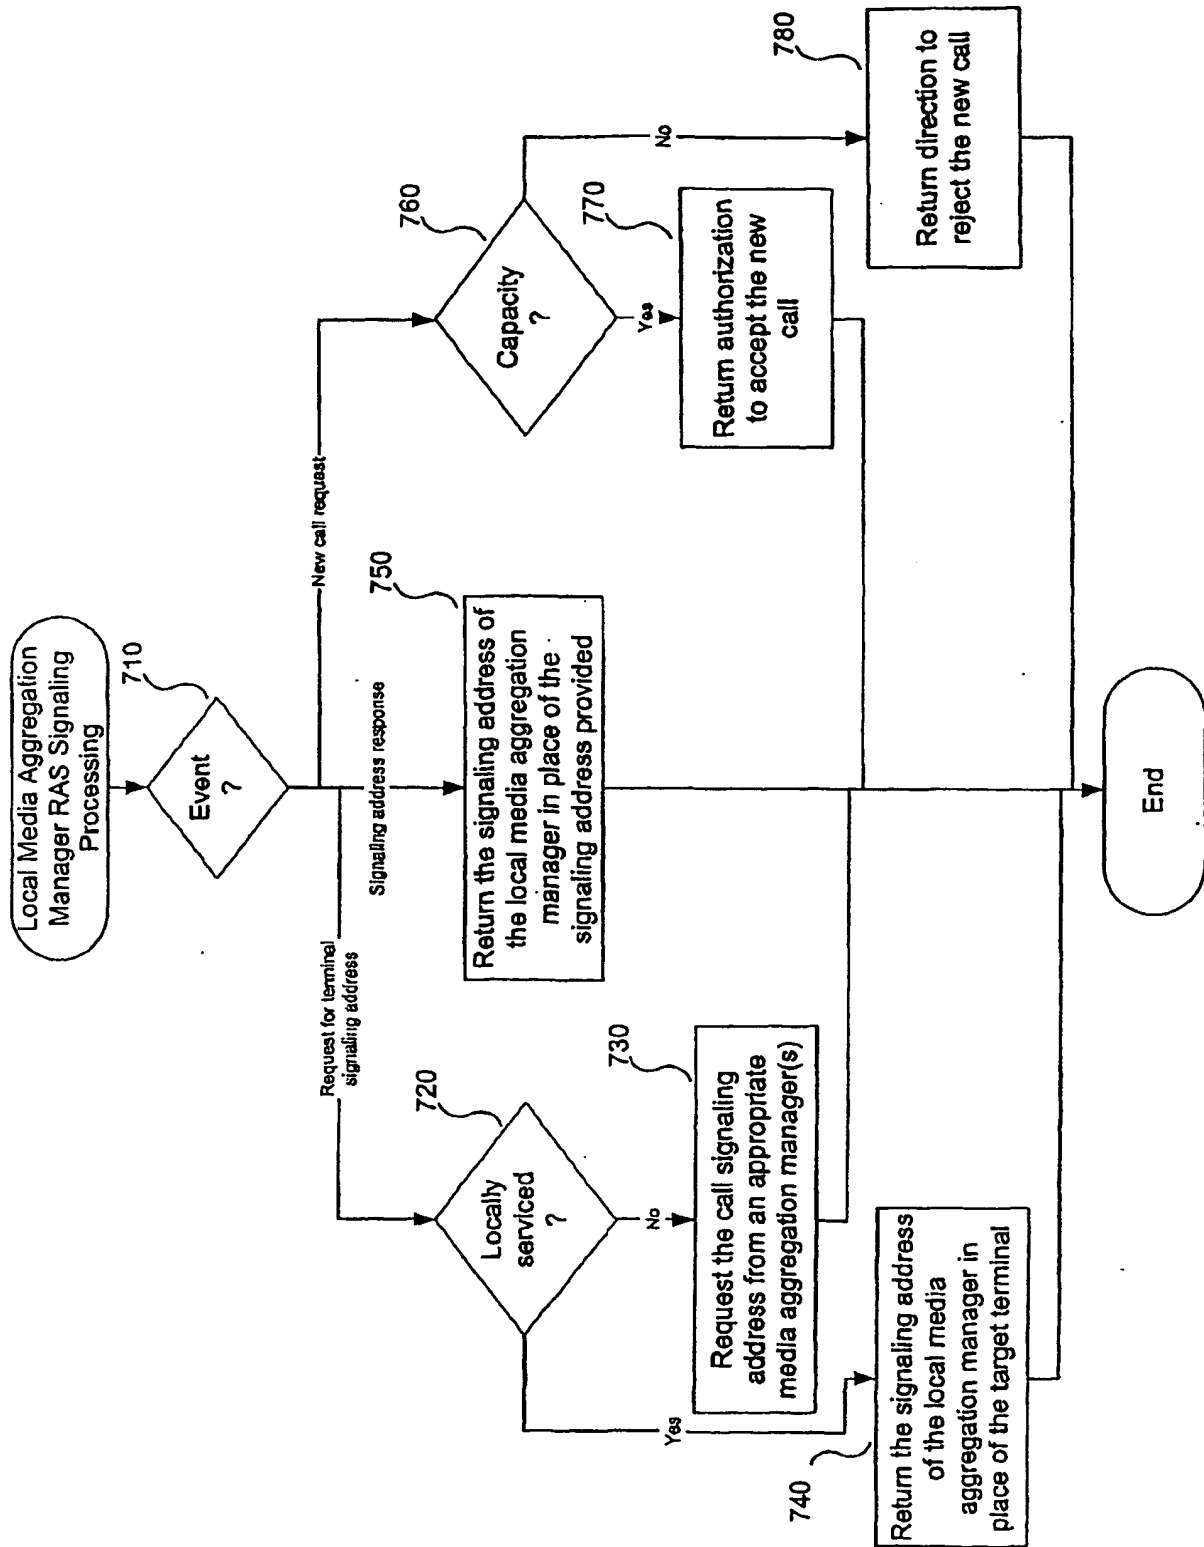 Local Media Aggregation
Manager RAS Signaling
Processing
710
Event
?
Request for terminal
signaling address
Signaling address response
New call request
720
Locally
serviced
?
No
Yes
730
Request the call signaling
address from an appropriate
media aggregation manager(s)
740
Return the signaling address
of the local media
aggregation manager in
place of the target terminal
750
Return the signaling address of
the local media aggregation
manager in place of the
signaling address provided
760
Capacity
?
Yes
No
770
Return authorization
to accept the new
call
780
Return direction to
reject the new call
End